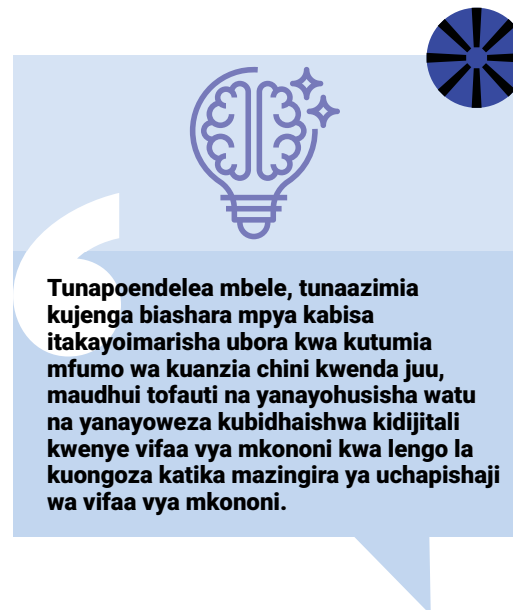 Tunapoendelea mbele, tunaazimia
kujenga biashara mpya kabisa
itakayoimarisha ubora kwa kutumia
mfumo wa kuanzia chini kwenda juu,
maudhui tofauti na yanayohusisha watu
na yanayoweza kubidhaishwa kidijitali
kwenye vifaa vya mkononi kwa lengo la
kuongoza katika mazingira ya uchapishaji
wa vifaa vya mkononi.